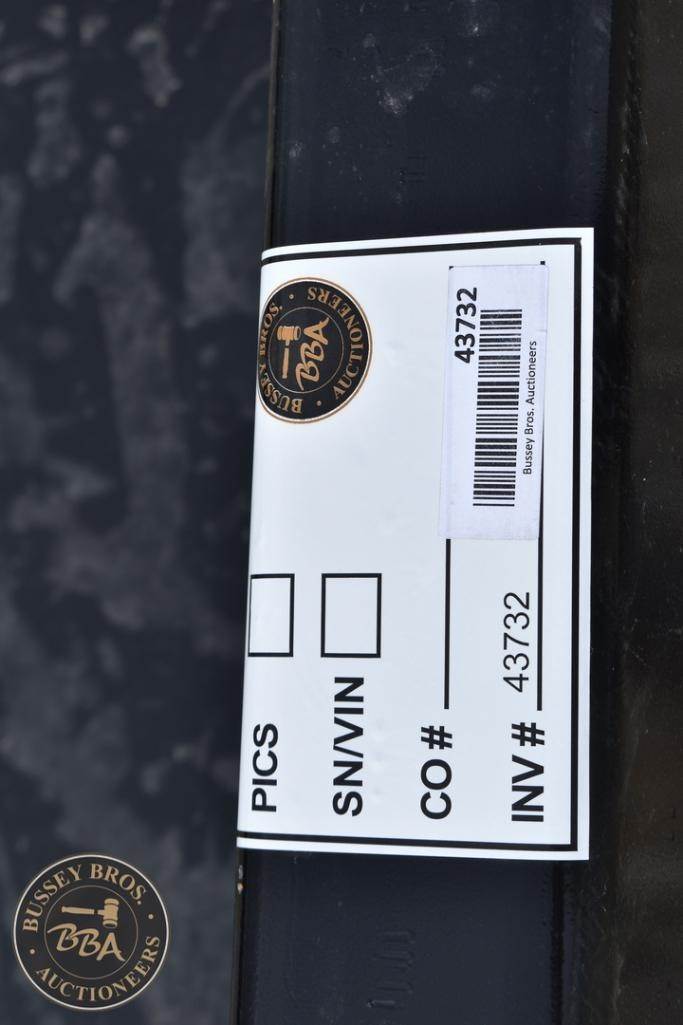 BUSSEY BROS. • AUCTIONEERS •
BBA
PICS
SN/VIN
CO #
INV # 43732
43732
Bussey Bros. Auctioneers
BUSSEY BROS. • AUCTIONEERS •
BBA